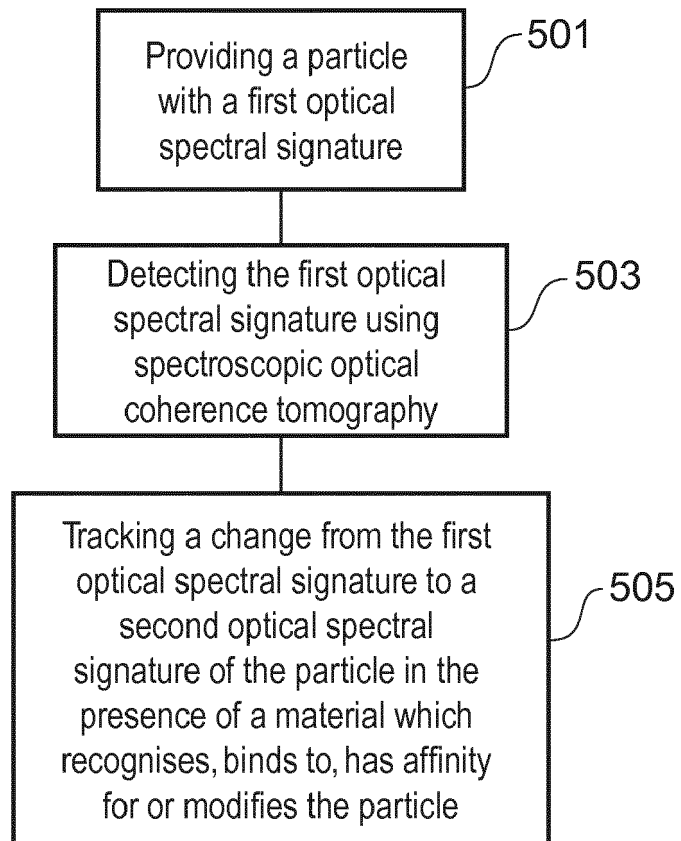 Providing a particle
with a first optical
spectral signature
501
Detecting the first optical
spectral signature using
spectroscopic optical
coherence tomography
503
Tracking a change from the first
optical spectral signature to a
second optical spectral
signature of the particle in the
presence of a material which
recognises, binds to, has affinity
for or modifies the particle
505